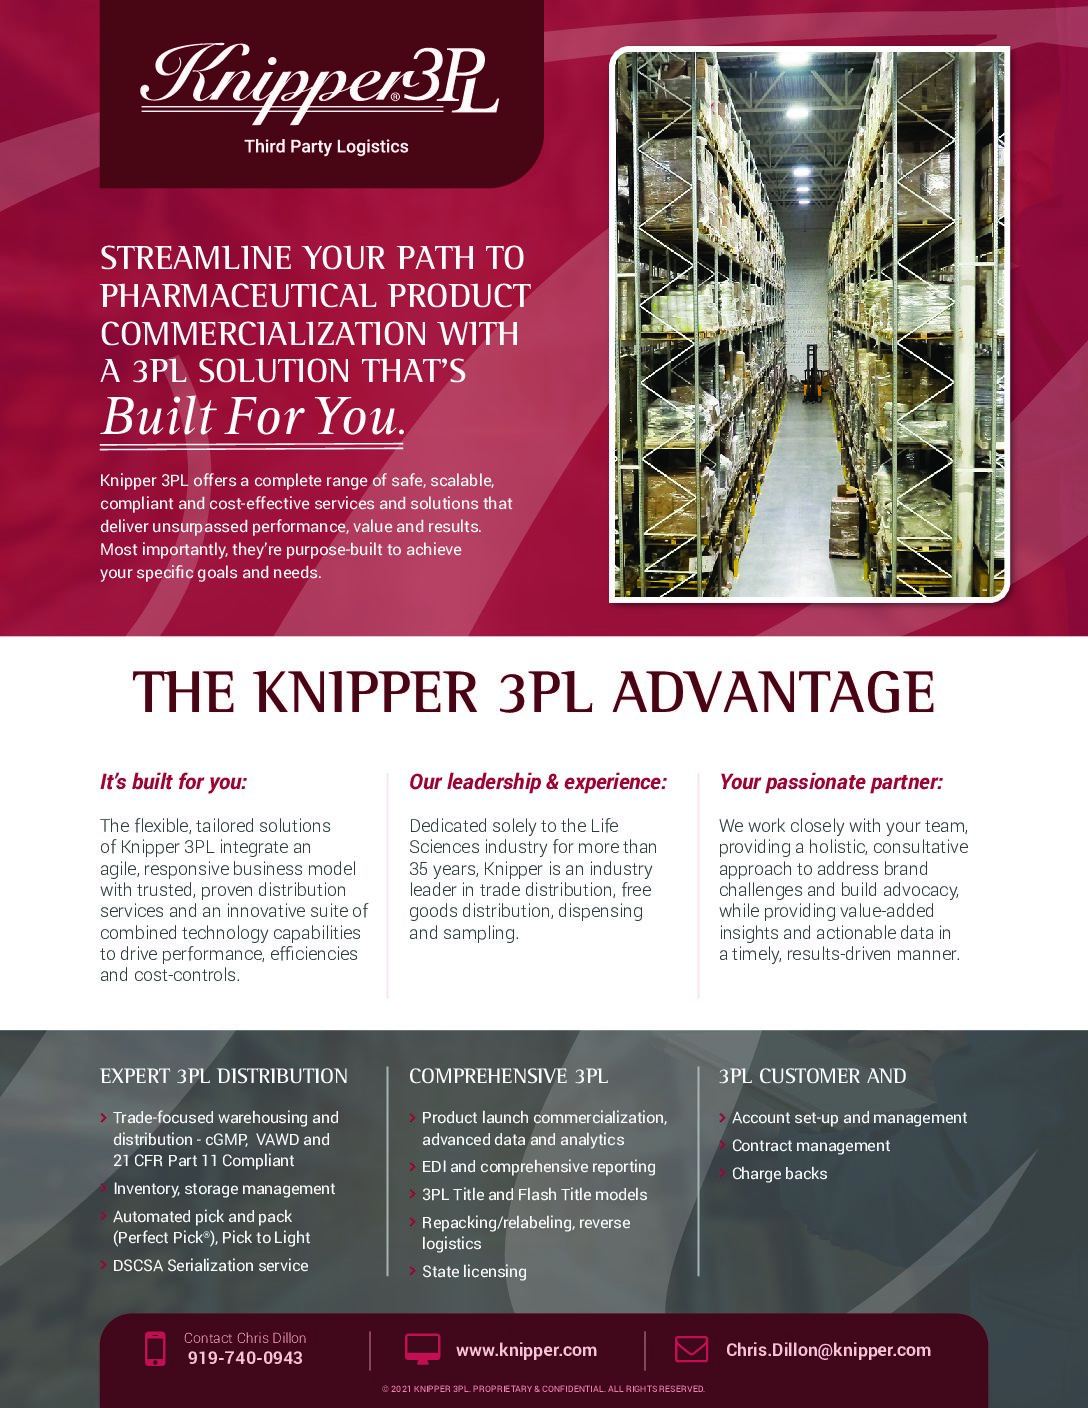 Knipper® 3PL
Third Party Logistics
STREAMLINE YOUR PATH TO
PHARMACEUTICAL PRODUCT
COMMERCIALIZATION WITH
A 3PL SOLUTION THAT'S
Built For You.
Knipper 3PL offers a complete range of safe, scalable,
compliant and cost-effective services and solutions that
deliver unsurpassed performance, value and results.
Most importantly, they're purpose-built to achieve
your specific goals and needs.
THE KNIPPER 3PL ADVANTAGE
It's built for you:
The flexible, tailored solutions
of Knipper 3PL integrate an
agile, responsive business model
with trusted, proven distribution
services and an innovative suite of
combined technology capabilities
to drive performance, efficiencies
and cost-controls.
Our leadership & experience:
Dedicated solely to the Life
Sciences industry for more than
35 years, Knipper is an industry
leader in trade distribution, free
goods distribution, dispensing
and sampling.
Your passionate partner:
We work closely with your team,
providing a holistic, consultative
approach to address brand
challenges and build advocacy,
while providing value-added
insights and actionable data in
a timely, results-driven manner.
EXPERT 3PL DISTRIBUTION
Trade-focused warehousing and
distribution - cGMP, VAWD and
21 CFR Part 11 Compliant
Inventory, storage management
Automated pick and pack
(Perfect Pick®), Pick to Light
DSCSA Serialization service
COMPREHENSIVE 3PL
Product launch commercialization,
advanced data and analytics
EDI and comprehensive reporting
3PL Title and Flash Title models
Repacking/relabeling, reverse
logistics
State licensing
3PL CUSTOMER AND
Account set-up and management
Contract management
Charge backs
Contact Chris Dillon
919-740-0943
www.knipper.com
Chris.Dillon@knipper.com
© 2021 KNIPPER 3PL. PROPRIETARY & CONFIDENTIAL. ALL RIGHTS RESERVED.